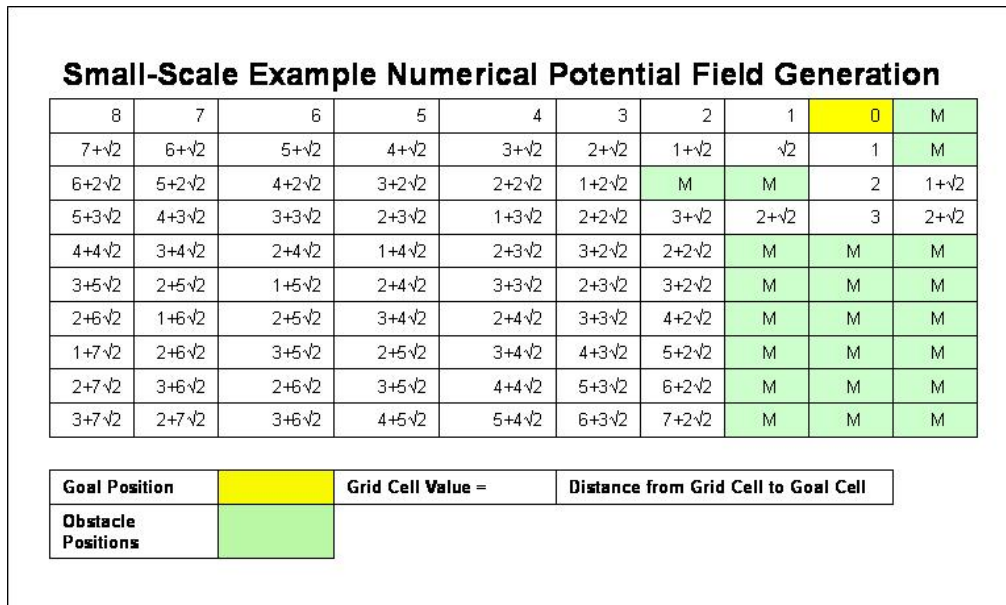 Small-Scale Example Numerical Potential Field Generation
8 7 6 5 4 3 2 1 0 M
7+√2 6+√2 5+√2 4+√2 3+√2 2+√2 1+√2 √2 1 M
6+2√2 5+2√2 4+2√2 3+2√2 2+2√2 1+2√2 M M 2 1+√2
5+3√2 4+3√2 3+3√2 2+3√2 1+3√2 2+2√2 3+√2 2+√2 3 2+√2
4+4√2 3+4√2 2+4√2 1+4√2 2+3√2 3+2√2 2+2√2 M M M
3+5√2 2+5√2 1+5√2 2+4√2 3+3√2 2+3√2 3+2√2 M M M
2+6√2 1+6√2 2+5√2 3+4√2 2+4√2 3+3√2 4+2√2 M M M
1+7√2 2+6√2 3+5√2 2+5√2 3+4√2 4+3√2 5+2√2 M M M
2+7√2 3+6√2 2+6√2 3+5√2 4+4√2 5+3√2 6+2√2 M M M
3+7√2 2+7√2 3+6√2 4+5√2 5+4√2 6+3√2 7+2√2 M M M
Goal Position Grid Cell Value = Distance from Grid Cell to Goal Cell
Obstacle
Positions